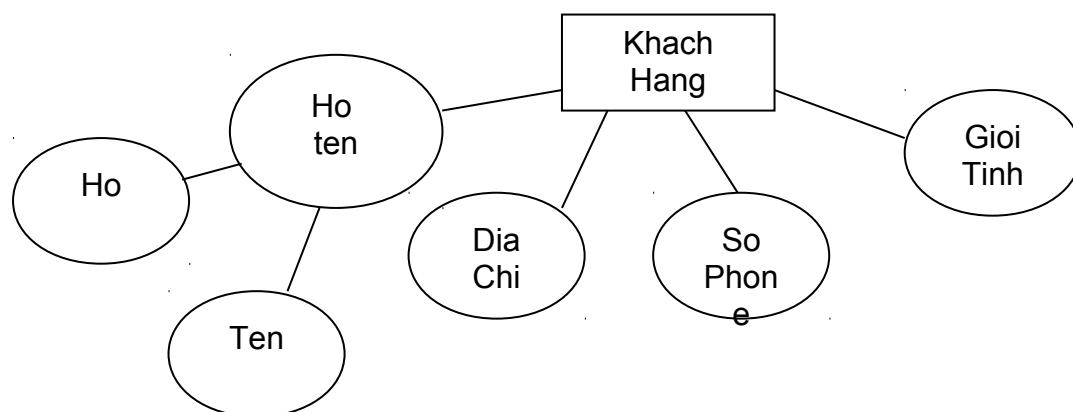 Khach
Hang
Ho
ten
Gioi
Tinh
Ho
Dia
Chi
So
Phon
e
Ten